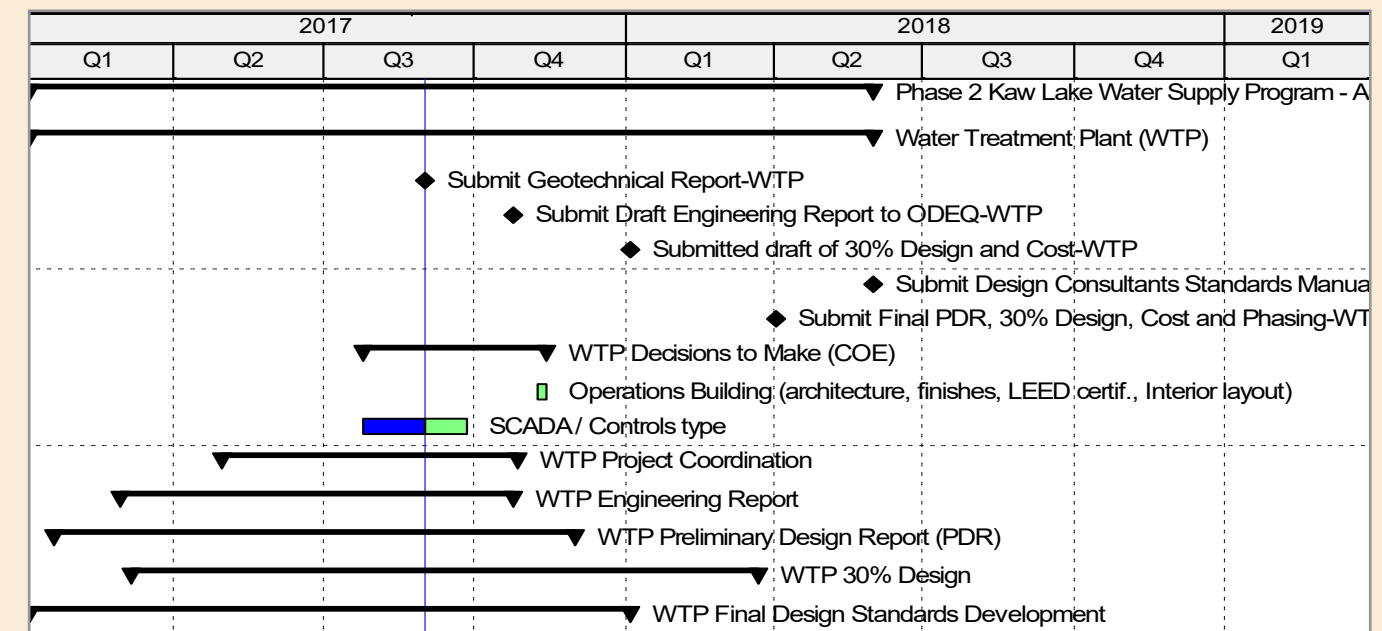 2017 2018 2019
Q1 Q2 Q3 Q4 Q1 Q2 Q3 Q4 Q1
Phase 2 Kaw Lake Water Supply Program - A
Water Treatment Plant (WTP)
Submit Geotechnical Report-WTP
Submit Draft Engineering Report to ODEQ-WTP
Submitted draft of 30% Design and Cost-WTP
Submit Design Consultants Standards Manua
Submit Final PDR, 30% Design, Cost and Phasing-WT
WTP Decisions to Make (COE)
Operations Building (architecture, finishes, LEED certif., Interior layout)
SCADA / Controls type
WTP Project Coordination
WTP Engineering Report
WTP Preliminary Design Report (PDR)
WTP 30% Design
WTP Final Design Standards Development